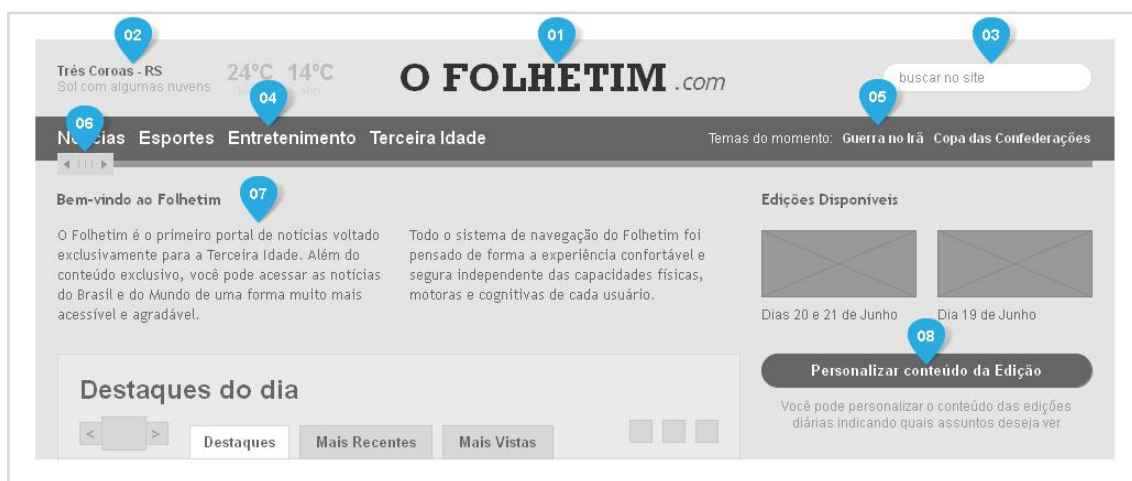 02
01
03
Três Coroas - RS
Sol com algumas nuvens
24°C 14°C
MIN
O FOLHETIM .com
buscar no site
04
05
06
Notícias Esportes Entretenimento Terceira Idade
Temas do momento: Guerra no Irã Copa das Confederações
07
Bem-vindo ao Folhetim
O Folhetim é o primeiro portal de notícias voltado
exclusivamente para a Terceira Idade. Além do
conteúdo exclusivo, você pode acessar as notícias
do Brasil e do Mundo de uma forma muito mais
acessível e agradável.
Todo o sistema de navegação do Folhetim foi
pensado de forma a experiência confortável e
segura independente das capacidades físicas,
motoras e cognitivas de cada usuário.
Edições Disponíveis
Dias 20 e 21 de Junho
Dia 19 de Junho
08
Personalizar conteúdo da Edição
Você pode personalizar o conteúdo das edições
diárias indicando quais assuntos deseja ver
Destaques do dia
< >
Destaques Mais Recentes Mais Vistas